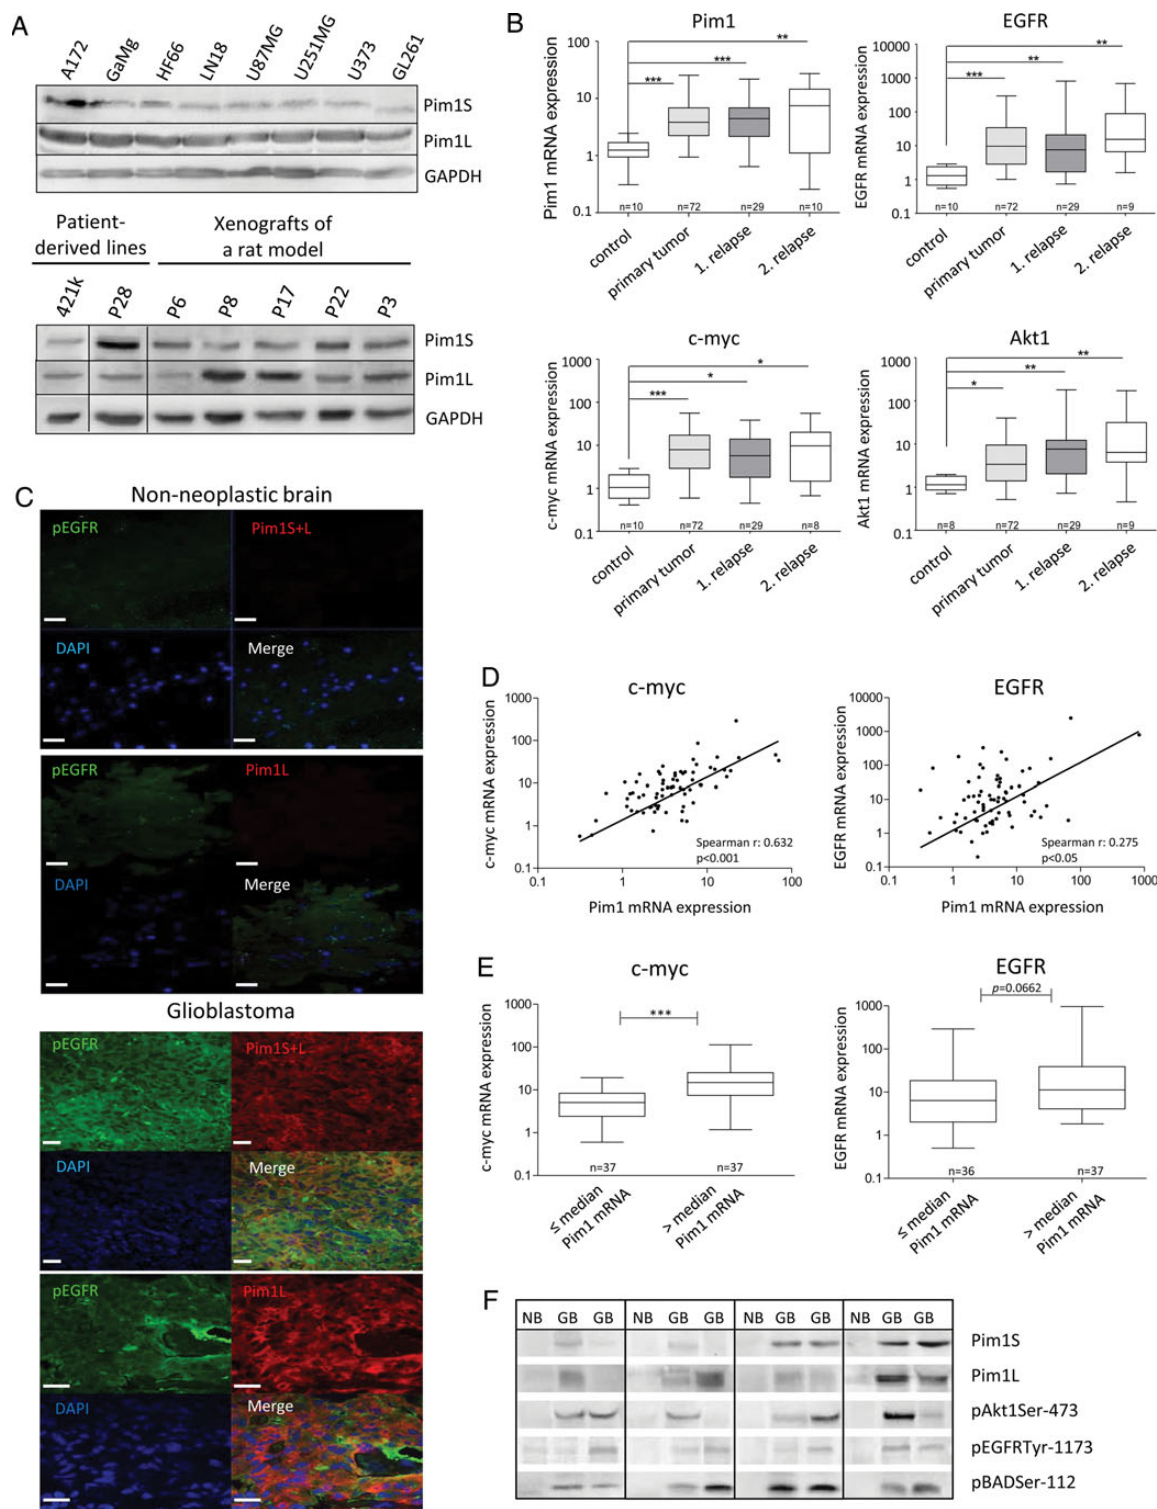 A
A172 GaMg HF66 LN18 U87MG U251MG U373 GL261
Pim1S
Pim1L
GAPDH
Patient-
derived lines
Xenografts of
a rat model
421k P28 P6 P8 P17 P22 P3
Pim1S
Pim1L
GAPDH
B
Pim1
Pim1 mRNA expression
100
10
1
0.1
**
***
***
n=10 n=72 n=29 n=10
control primary tumor 1. relapse 2. relapse
EGFR
EGFR mRNA expression
10000
1000
100
10
1
0.1
**
**
***
n=10 n=72 n=29 n=9
control primary tumor 1. relapse 2. relapse
c-myc
c-myc mRNA expression
1000
100
10
1
0.1
*
*
***
n=10 n=72 n=29 n=8
control primary tumor 1. relapse 2. relapse
Akt1
Akt1 mRNA expression
1000
100
10
1
0.1
**
**
*
n=8 n=72 n=29 n=9
control primary tumor 1. relapse 2. relapse
C
Non-neoplastic brain
pEGFR Pim1S+L
DAPI Merge
pEGFR Pim1L
DAPI Merge
Glioblastoma
pEGFR Pim1S+L
DAPI Merge
pEGFR Pim1L
DAPI Merge
D
c-myc
c-myc mRNA expression
1000
100
10
1
0.1
Spearman r: 0.632
p<0.001
0.1 1 10 100
Pim1 mRNA expression
EGFR
EGFR mRNA expression
10000
1000
100
10
1
0.1
Spearman r: 0.275
p<0.05
0.1 1 10 100 1000
Pim1 mRNA expression
E
c-myc
c-myc mRNA expression
1000
100
10
1
0.1
***
n=37 n=37
≤ median
Pim1 mRNA
> median
Pim1 mRNA
EGFR
p=0.0662
EGFR mRNA expression
1000
100
10
1
0.1
n=36 n=37
≤ median
Pim1 mRNA
> median
Pim1 mRNA
F
NB GB GB NB GB GB NB GB GB NB GB GB
Pim1S
Pim1L
pAkt1Ser-473
pEGFRTyr-1173
pBADSer-112